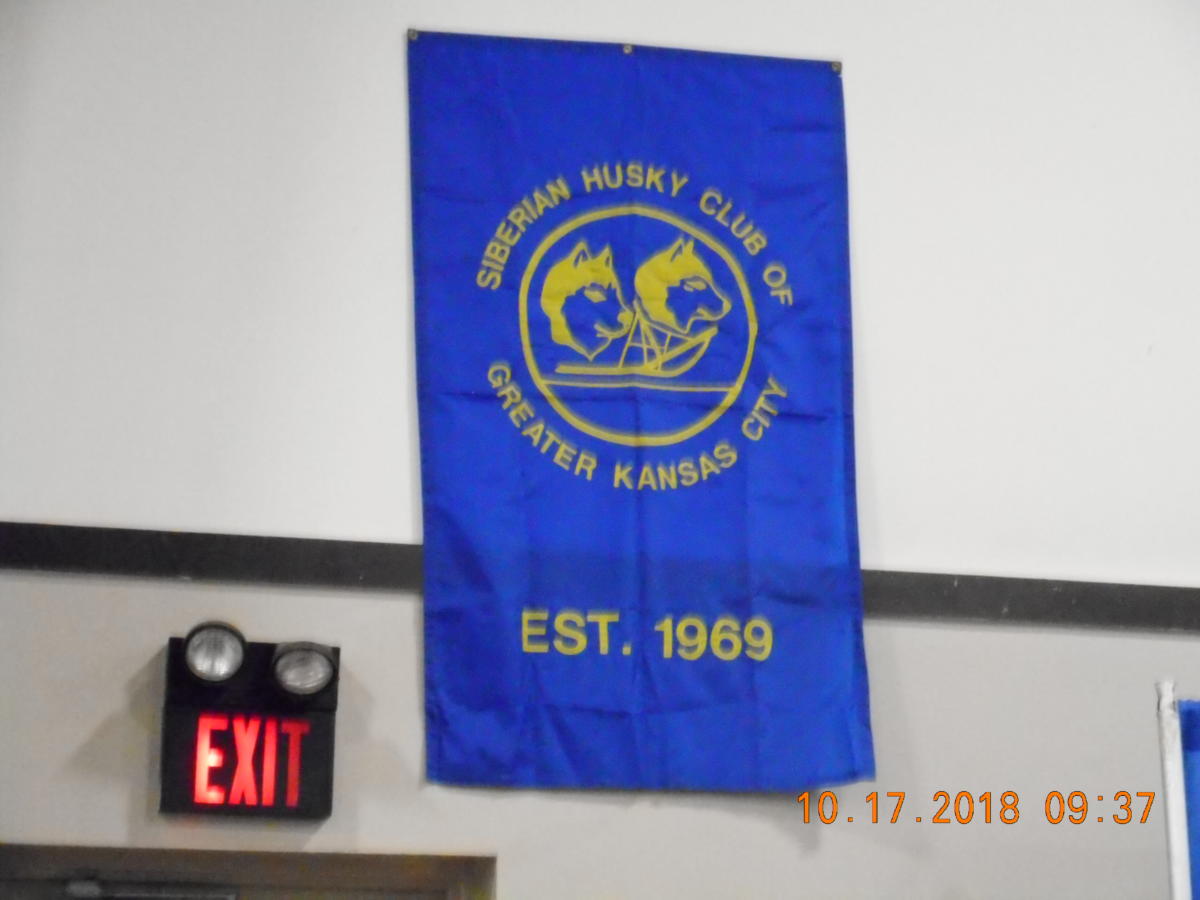 SIBERIAN HUSKY CLUB OF
GREATER KANSAS CITY
EST. 1969
EXIT
10.17.2018 09:37